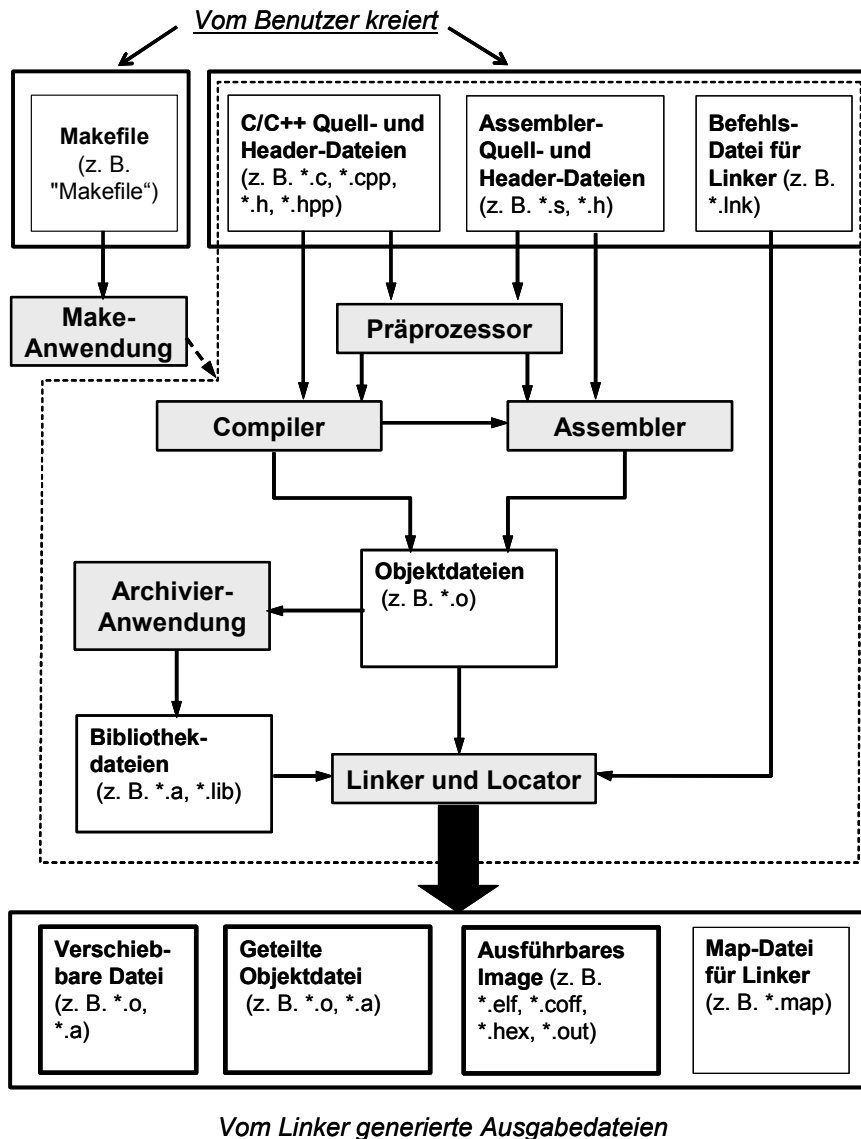 Vom Benutzer kreiert
Makefile
(z. B.
"Makefile“)
C/C++ Quell- und
Header-Dateien
(z. B. *.c, *.cpp,
*.h, *.hpp)
Assembler-
Quell- und
Header-Dateien
(z. B. *.s, *.h)
Befehls-
Datei für
Linker (z. B.
*.lnk)
Make-
Anwendung
Präprozessor
Compiler
Assembler
Objektdateien
(z. B. *.o)
Archivier-
Anwendung
Bibliothek-
dateien
(z. B. *.a, *.lib)
Linker und Locator
Verschieb-
bare Datei
(z. B. *.o,
*.a)
Geteilte
Objektdatei
(z. B. *.o, *.a)
Ausführbares
Image (z. B.
*.elf, *.coff,
*.hex, *.out)
Map-Datei
für Linker
(z. B. *.map)
Vom Linker generierte Ausgabedateien